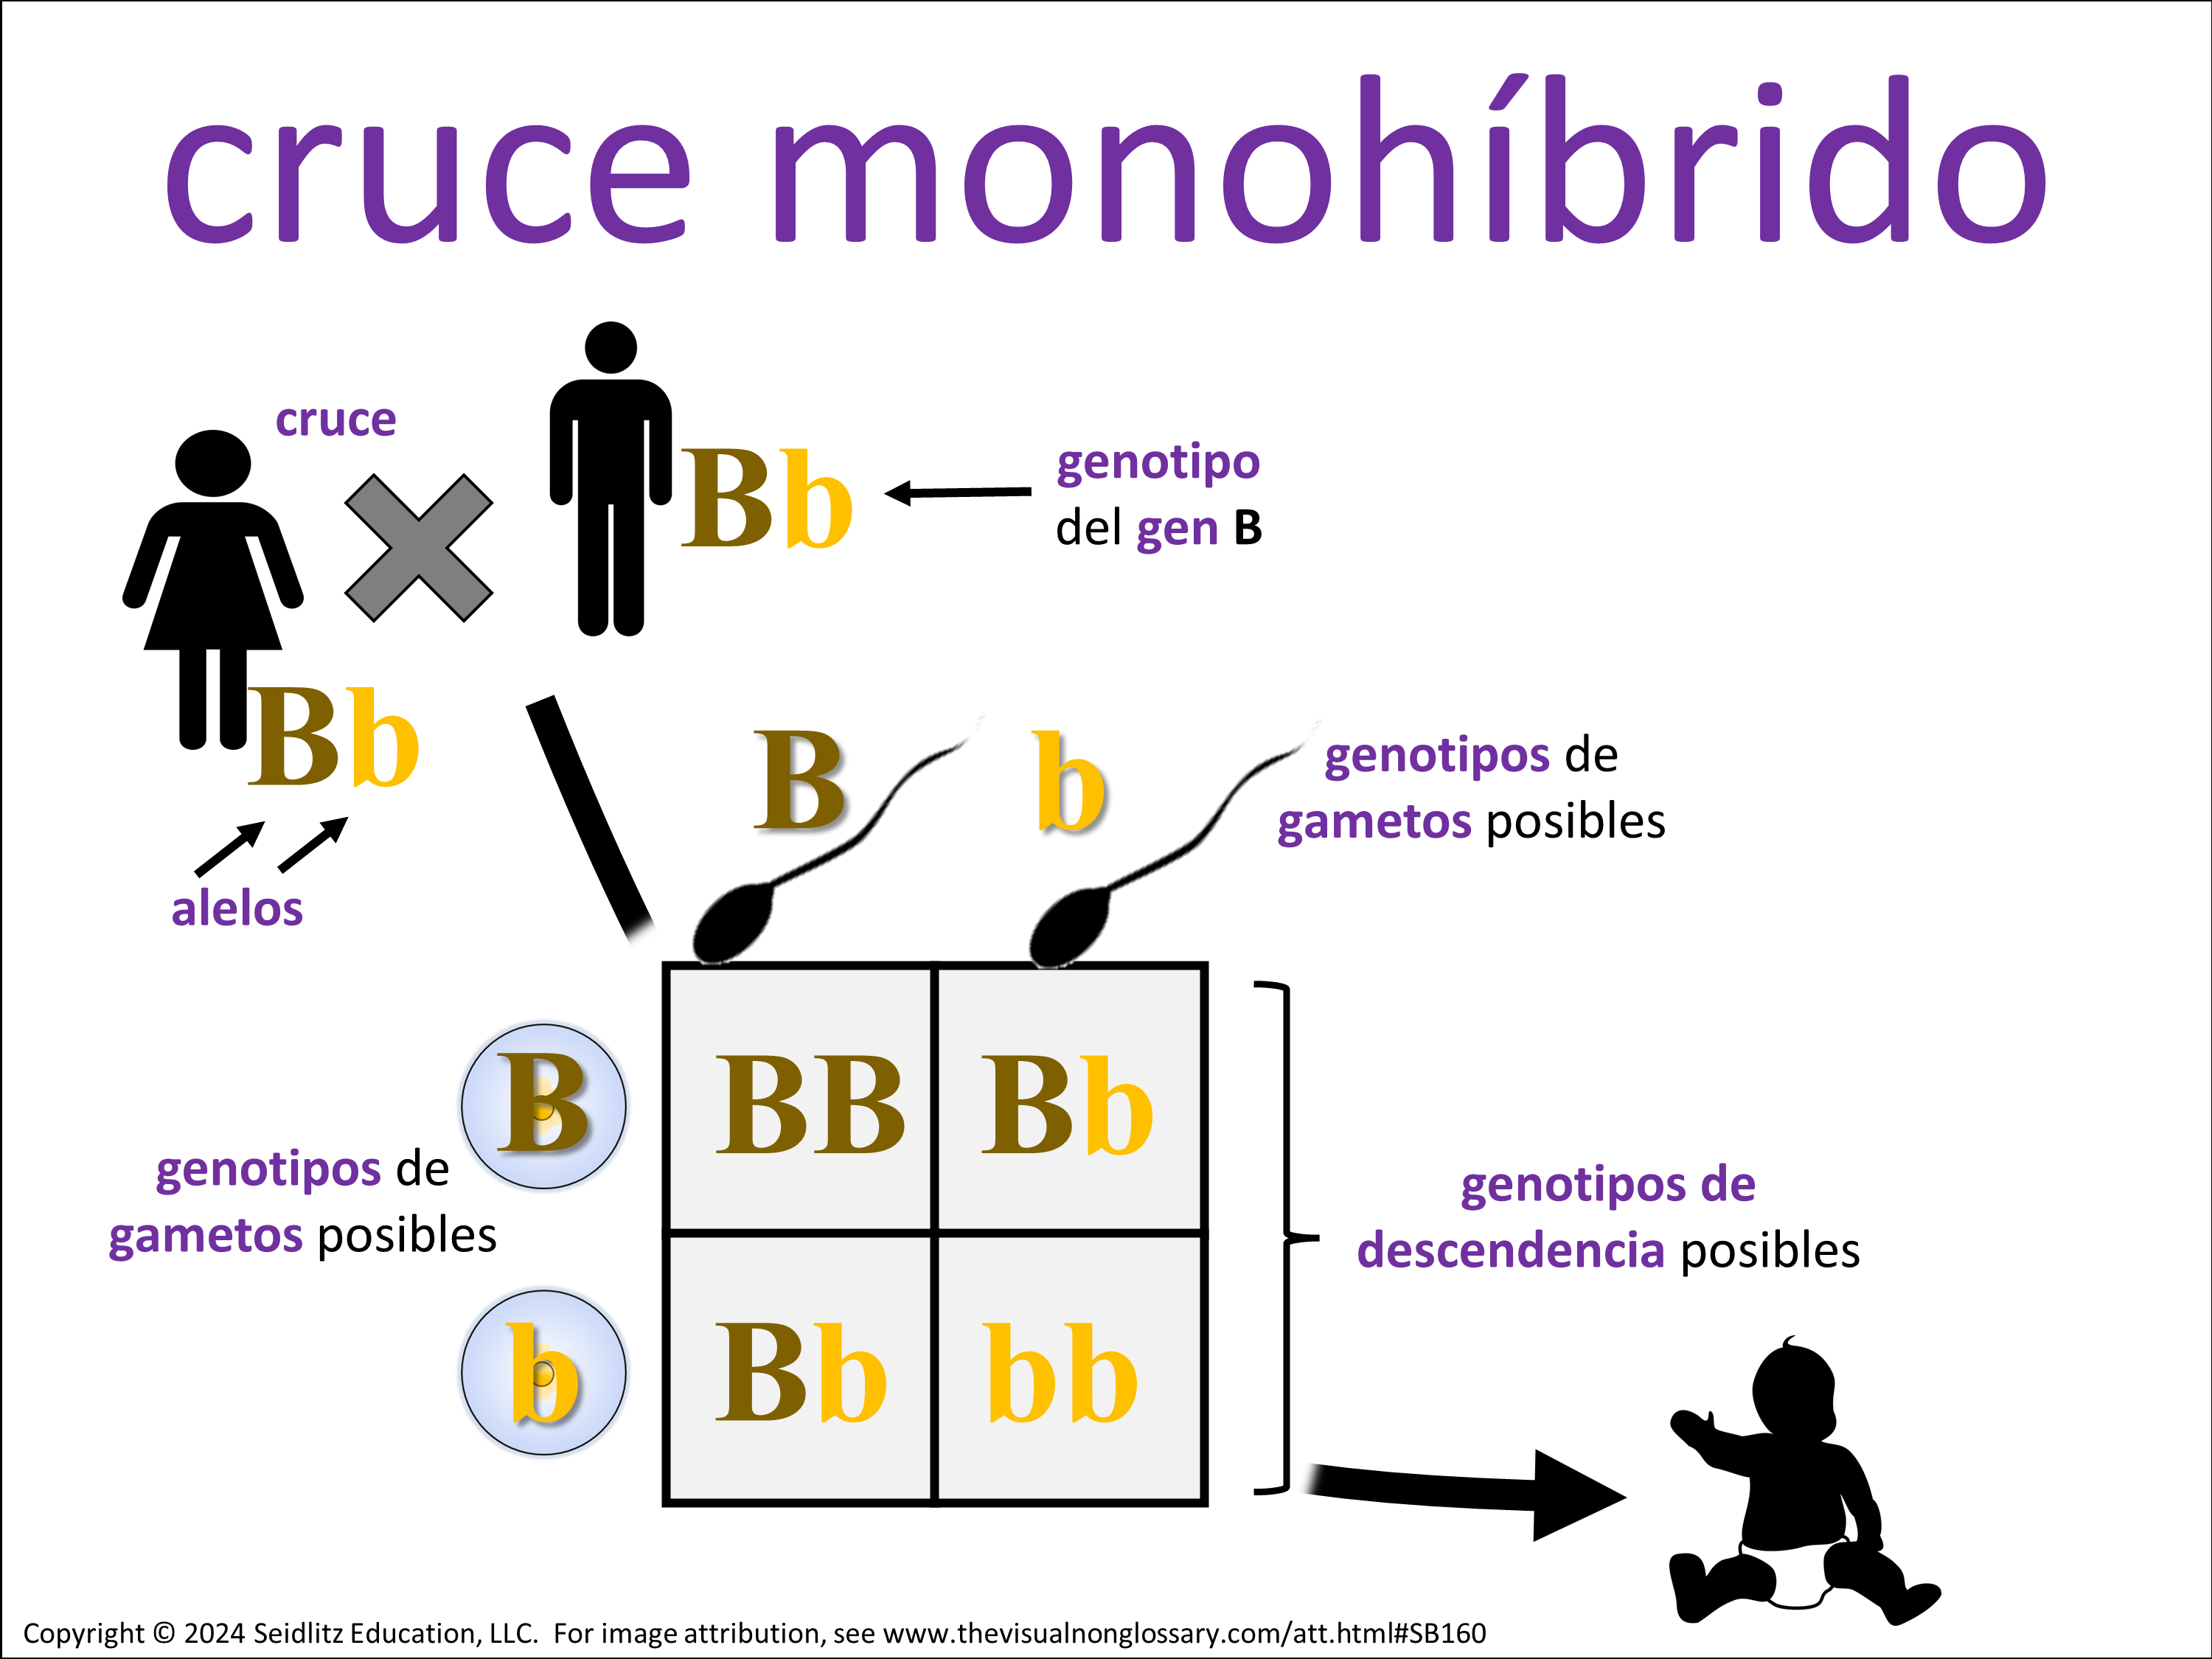 cruce monohíbrido
cruce
Bb
genotipo
del gen B
Bb
alelos
B
b
genotipos de
gametos posibles
B
b
genotipos de
gametos posibles
BB
Bb
Bb
bb
genotipos de
descendencia posibles
Copyright © 2024 Seidlitz Education, LLC. For image attribution, see www.thevisualnonglossary.com/att.html#SB160